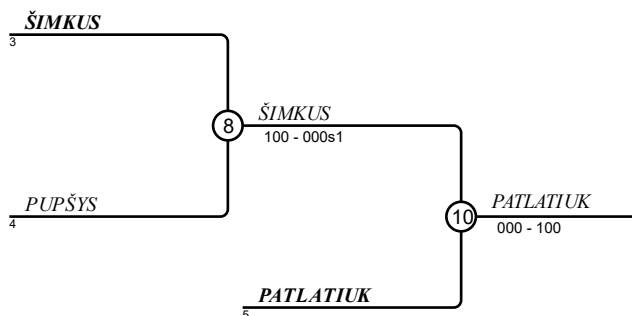 ŠIMKUS
3
8
ŠIMKUS
100 - 000s1
PUPŠYS
4
10
PATLATIUK
000 - 100
PATLATIUK
5